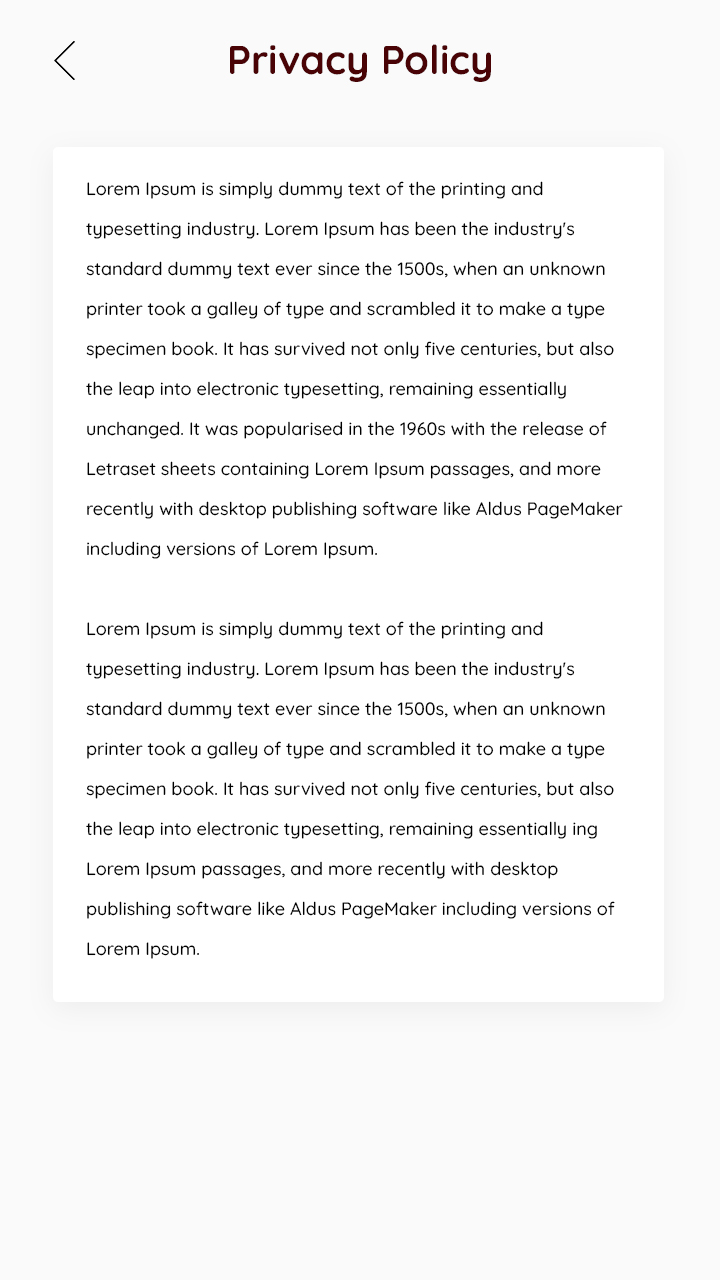 Privacy Policy
Lorem Ipsum is simply dummy text of the printing and
typesetting industry. Lorem Ipsum has been the industry's
standard dummy text ever since the 1500s, when an unknown
printer took a galley of type and scrambled it to make a type
specimen book. It has survived not only five centuries, but also
the leap into electronic typesetting, remaining essentially
unchanged. It was popularised in the 1960s with the release of
Letraset sheets containing Lorem Ipsum passages, and more
recently with desktop publishing software like Aldus PageMaker
including versions of Lorem Ipsum.
Lorem Ipsum is simply dummy text of the printing and
typesetting industry. Lorem Ipsum has been the industry's
standard dummy text ever since the 1500s, when an unknown
printer took a galley of type and scrambled it to make a type
specimen book. It has survived not only five centuries, but also
the leap into electronic typesetting, remaining essentially ing
Lorem Ipsum passages, and more recently with desktop
publishing software like Aldus PageMaker including versions of
Lorem Ipsum.